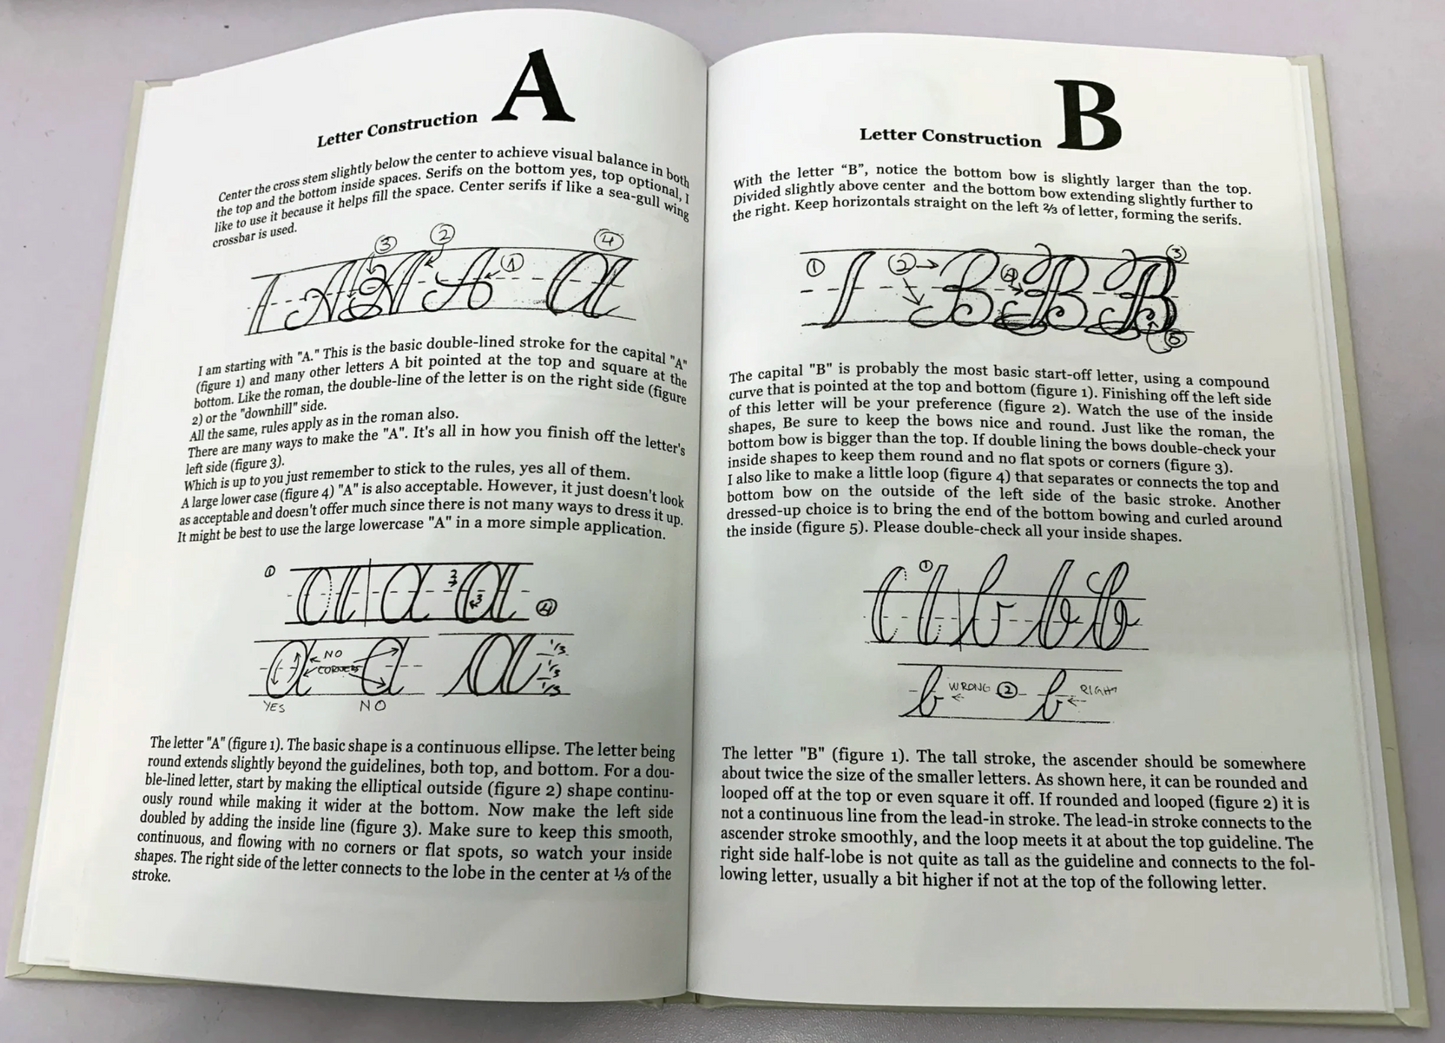 Letter Construction A
Center the cross stem slightly below the center to achieve visual balance in both
the top and the bottom inside spaces. Serifs on the bottom yes, top optional, I
like to use it because it helps fill the space. Center serifs if like a sea-gull wing
crossbar is used.
3 2 1 4
I am starting with "A." This is the basic double-lined stroke for the capital "A"
(figure 1) and many other letters A bit pointed at the top and square at the
bottom. Like the roman, the double-line of the letter is on the right side (figure
2) or the "downhill" side.
All the same, rules apply as in the roman also.
There are many ways to make the "A". It's all in how you finish off the letter's
left side (figure 3).
Which is up to you just remember to stick to the rules, yes all of them.
A large lower case (figure 4) "A" is also acceptable. However, it just doesn't look
as acceptable and doesn't offer much since there is not many ways to dress it up.
It might be best to use the large lowercase "A" in a more simple application.
1 a a a 2 3 4
a NO CORNERS a a 1/3 1/3 1/3
YES NO
The letter "A" (figure 1). The basic shape is a continuous ellipse. The letter being
round extends slightly beyond the guidelines, both top, and bottom. For a dou-
ble-lined letter, start by making the elliptical outside (figure 2) shape continu-
ously round while making it wider at the bottom. Now make the left side
doubled by adding the inside line (figure 3). Make sure to keep this smooth,
continuous, and flowing with no corners or flat spots, so watch your inside
shapes. The right side of the letter connects to the lobe in the center at ⅓ of the
stroke.
Letter Construction B
With the letter “B”, notice the bottom bow is slightly larger than the top.
Divided slightly above center and the bottom bow extending slightly further to
the right. Keep horizontals straight on the left ⅔ of letter, forming the serifs.
1 2 B 4 B B 3 5
The capital "B" is probably the most basic start-off letter, using a compound
curve that is pointed at the top and bottom (figure 1). Finishing off the left side
of this letter will be your preference (figure 2). Watch the use of the inside
shapes, Be sure to keep the bows nice and round. Just like the roman, the
bottom bow is bigger than the top. If double lining the bows double-check your
inside shapes to keep them round and no flat spots or corners (figure 3).
I also like to make a little loop (figure 4) that separates or connects the top and
bottom bow on the outside of the left side of the basic stroke. Another
dressed-up choice is to bring the end of the bottom bowing and curled around
the inside (figure 5). Please double-check all your inside shapes.
1 b b b
b WRONG 2 b RIGHT
The letter "B" (figure 1). The tall stroke, the ascender should be somewhere
about twice the size of the smaller letters. As shown here, it can be rounded and
looped off at the top or even square it off. If rounded and looped (figure 2) it is
not a continuous line from the lead-in stroke. The lead-in stroke connects to the
ascender stroke smoothly, and the loop meets it at about the top guideline. The
right side half-lobe is not quite as tall as the guideline and connects to the fol-
lowing letter, usually a bit higher if not at the top of the following letter.